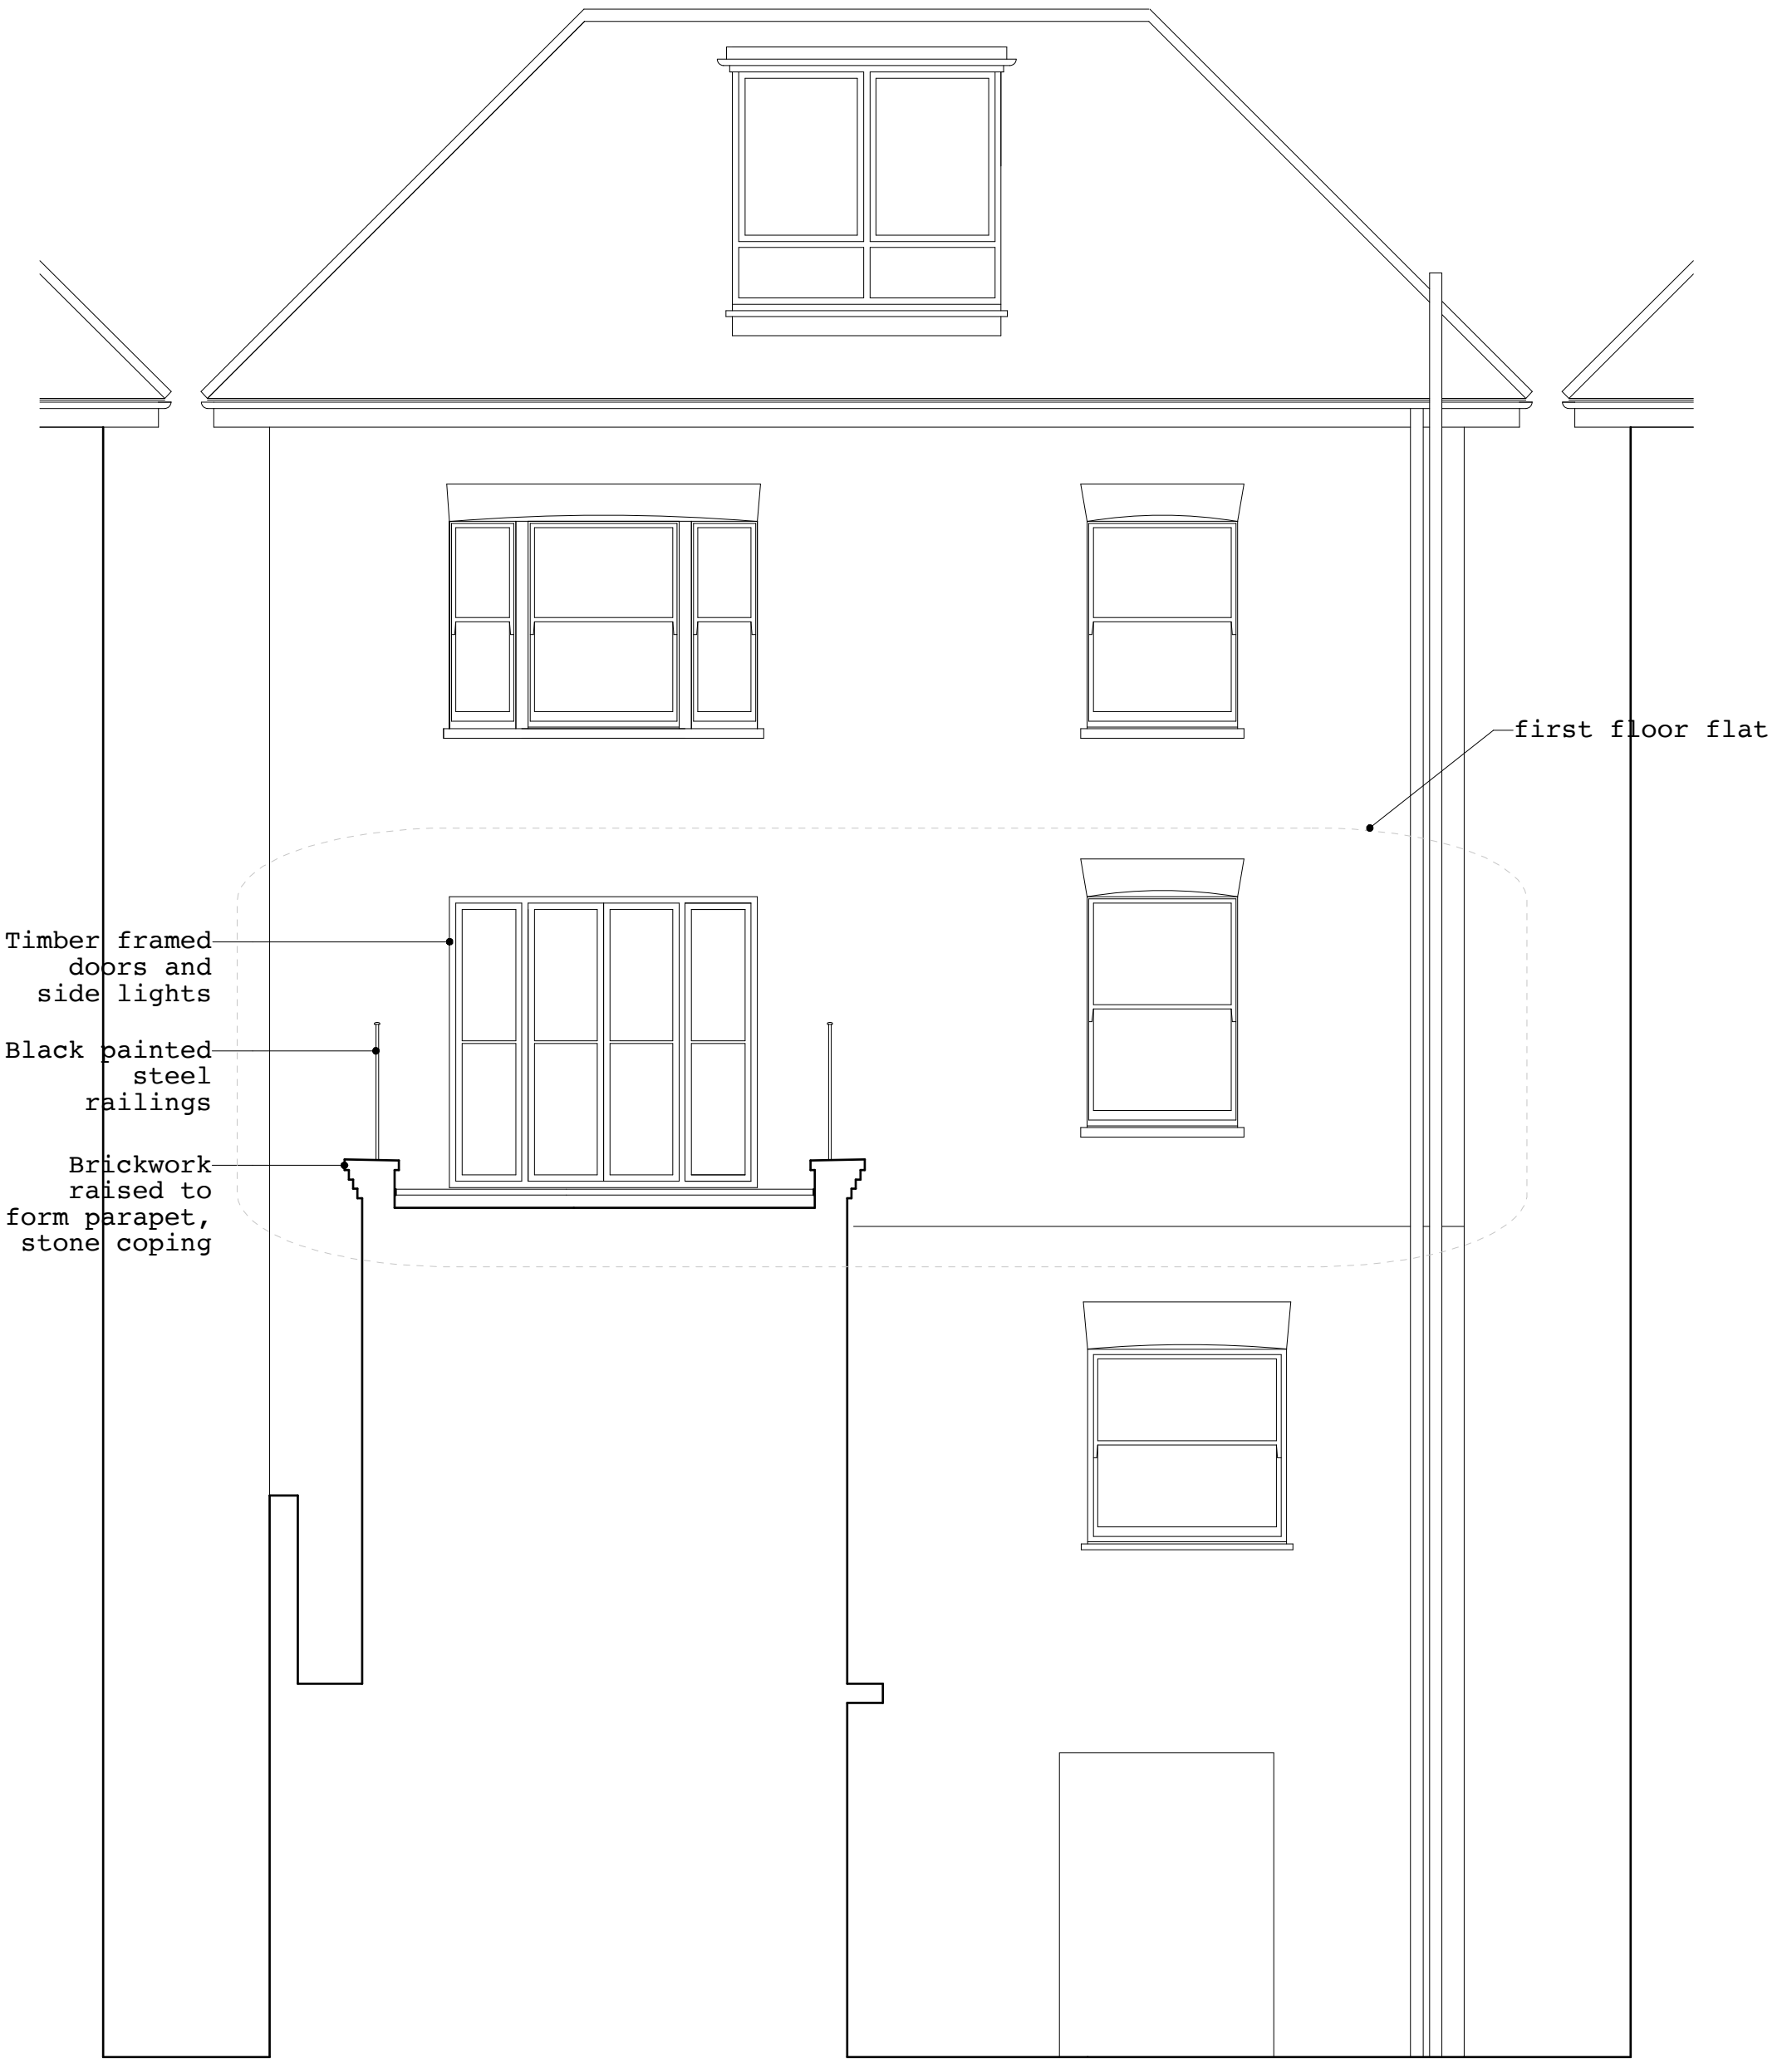 first floor flat
Timber framed
doors and
side lights
Black painted
steel
railings
Brickwork
raised to
form parapet,
stone coping